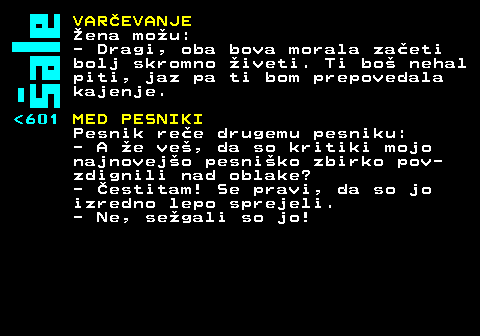 šale
VARČEVANJE
Žena možu:
- Dragi, oba bova morala začeti
bolj skromno živeti. Ti boš nehal
piti, jaz pa ti bom prepovedala
kajenje.
<601 MED PESNIKI
Pesnik reče drugemu pesniku:
- A že veš, da so kritiki mojo
najnovejšo pesniško zbirko pov-
zdignili nad oblake?
- Čestitam! Se pravi, da so jo
izredno lepo sprejeli.
- Ne, sežgali so jo!